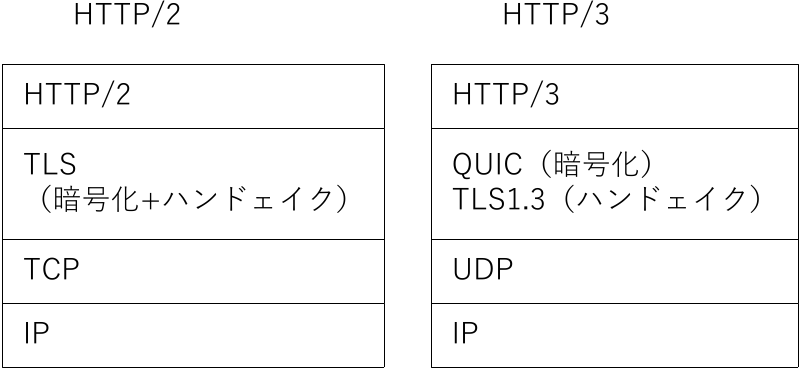 HTTP/2
HTTP/2
TLS
（暗号化+ハンドェイク）
TCP
IP
HTTP/3
HTTP/3
QUIC（暗号化）
TLS1.3（ハンドェイク）
UDP
IP